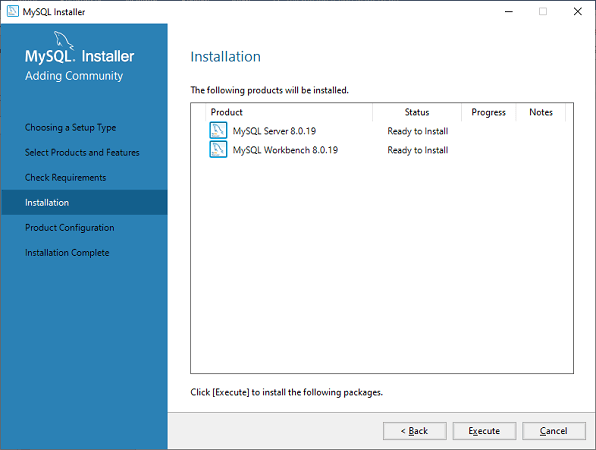 MySQL Installer
MySQL. Installer
Adding Community
Choosing a Setup Type
Select Products and Features
Check Requirements
Installation
Product Configuration
Installation Complete
Installation
The following products will be installed.
Product Status Progress Notes
MySQL Server 8.0.19 Ready to Install
MySQL Workbench 8.0.19 Ready to Install
Click [Execute] to install the following packages.
< Back Execute Cancel